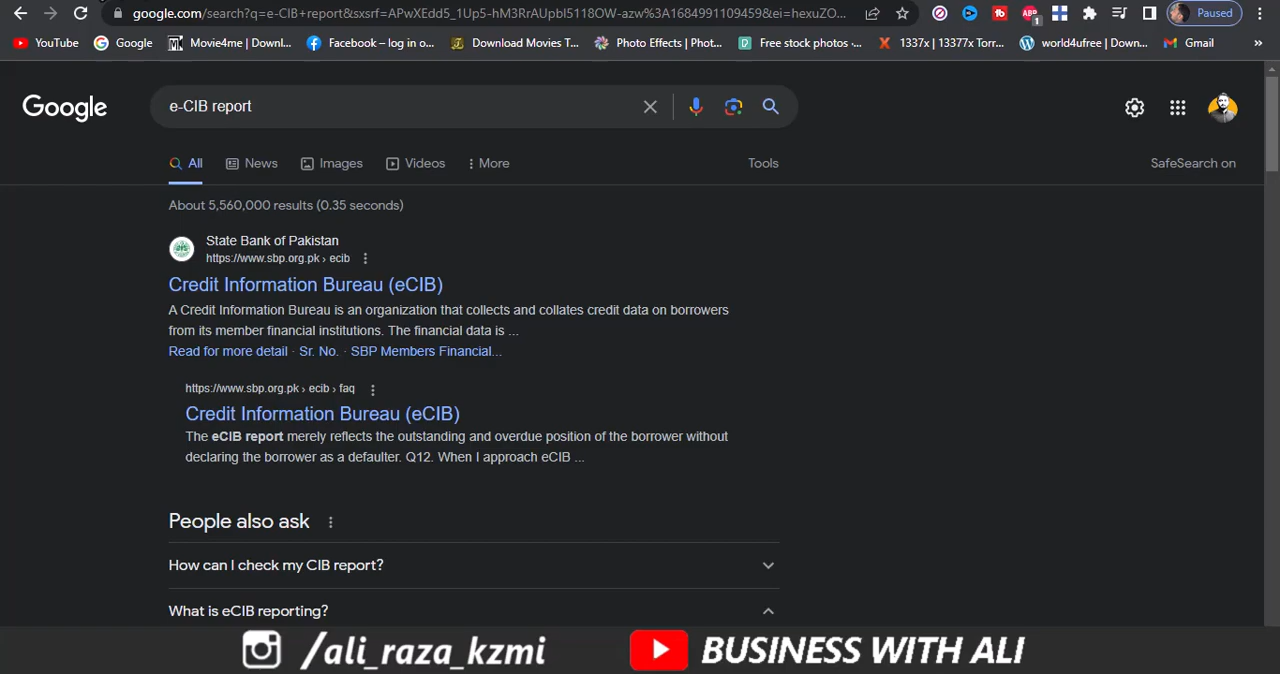 google.com/search?q=e-CIB+report&sxsrf=APwXEdd5_1Up5-hM3RrAUpbI5118OW-azw%3A1684991109459&ei=hexuZO...
Paused
YouTube
Google
Movie4me | Downl...
Facebook – log in o...
Download Movies T...
Photo Effects | Phot...
Free stock photos -...
1337x | 13377x Torr...
world4ufree | Down...
Gmail
»
Google
e-CIB report
All
News
Images
Videos
More
Tools
SafeSearch on
About 5,560,000 results (0.35 seconds)
State Bank of Pakistan
https://www.sbp.org.pk › ecib
Credit Information Bureau (eCIB)
A Credit Information Bureau is an organization that collects and collates credit data on borrowers
from its member financial institutions. The financial data is ...
Read for more detail · Sr. No. · SBP Members Financial...
https://www.sbp.org.pk › ecib › faq
Credit Information Bureau (eCIB)
The eCIB report merely reflects the outstanding and overdue position of the borrower without
declaring the borrower as a defaulter. Q12. When I approach eCIB ...
People also ask
How can I check my CIB report?
What is eCIB reporting?
/ali_raza_kzmi
BUSINESS WITH ALI